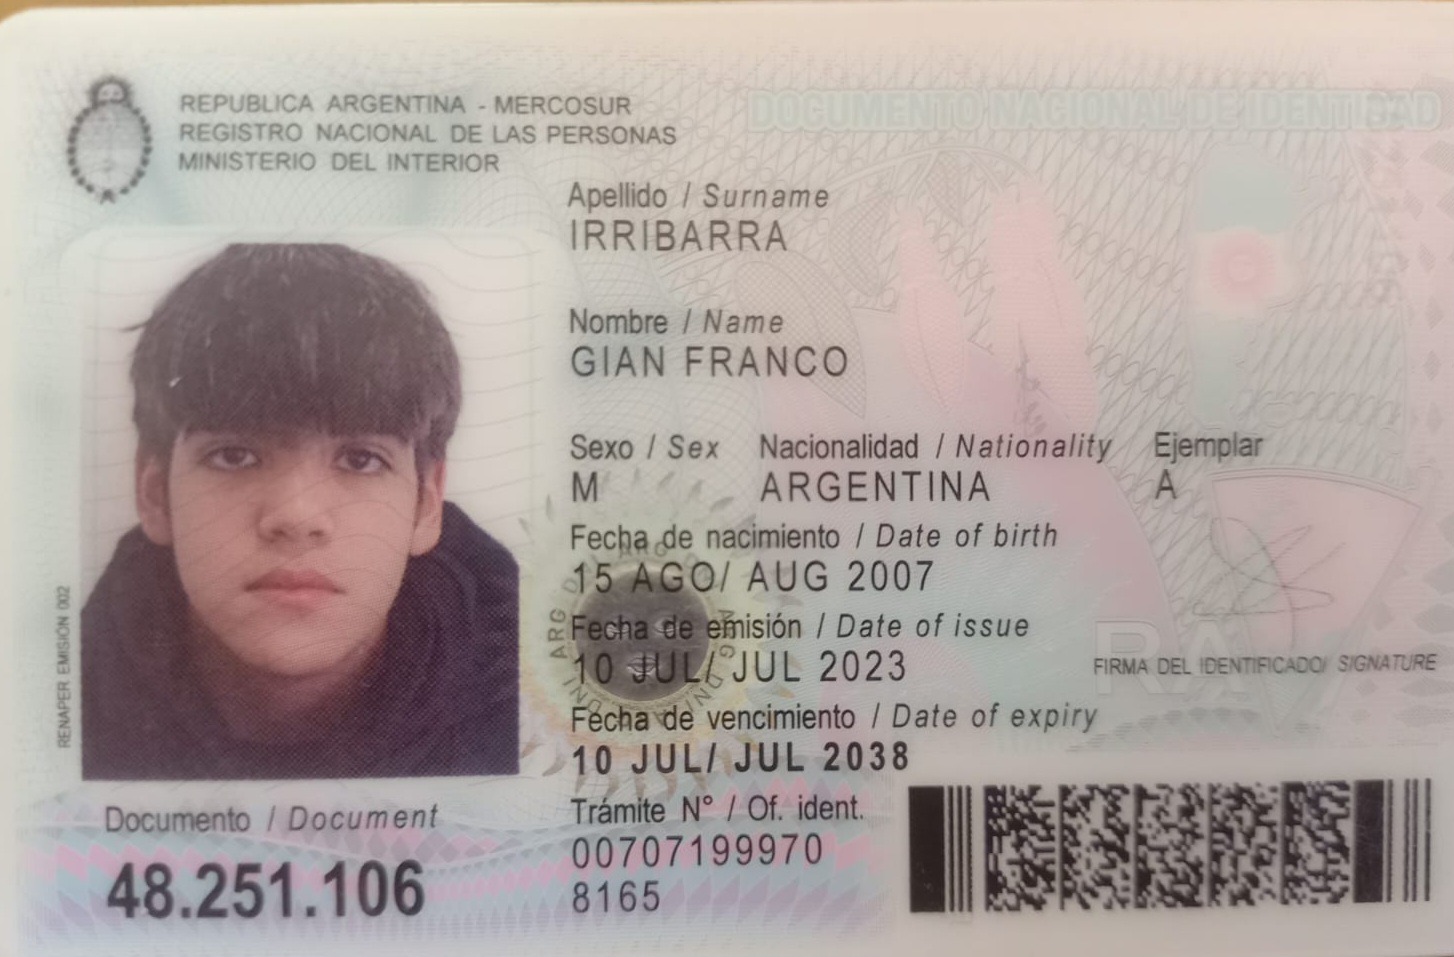 REPUBLICA ARGENTINA - MERCOSUR
REGISTRO NACIONAL DE LAS PERSONAS
MINISTERIO DEL INTERIOR
DOCUMENTO NACIONAL DE IDENTIDAD
Apellido / Surname
IRRIBARRA
Nombre / Name
GIAN FRANCO
Sexo / Sex Nacionalidad / Nationality Ejemplar
M ARGENTINA A
Fecha de nacimiento / Date of birth
15 AGO/ AUG 2007
Fecha de emisión / Date of issue
10 JUL/ JUL 2023
FIRMA DEL IDENTIFICADO/ SIGNATURE
Fecha de vencimiento / Date of expiry
10 JUL/ JUL 2038
RENAPER EMISIÓN 002
Documento / Document
48.251.106
Trámite N° / Of. ident.
00707199970
8165
RA